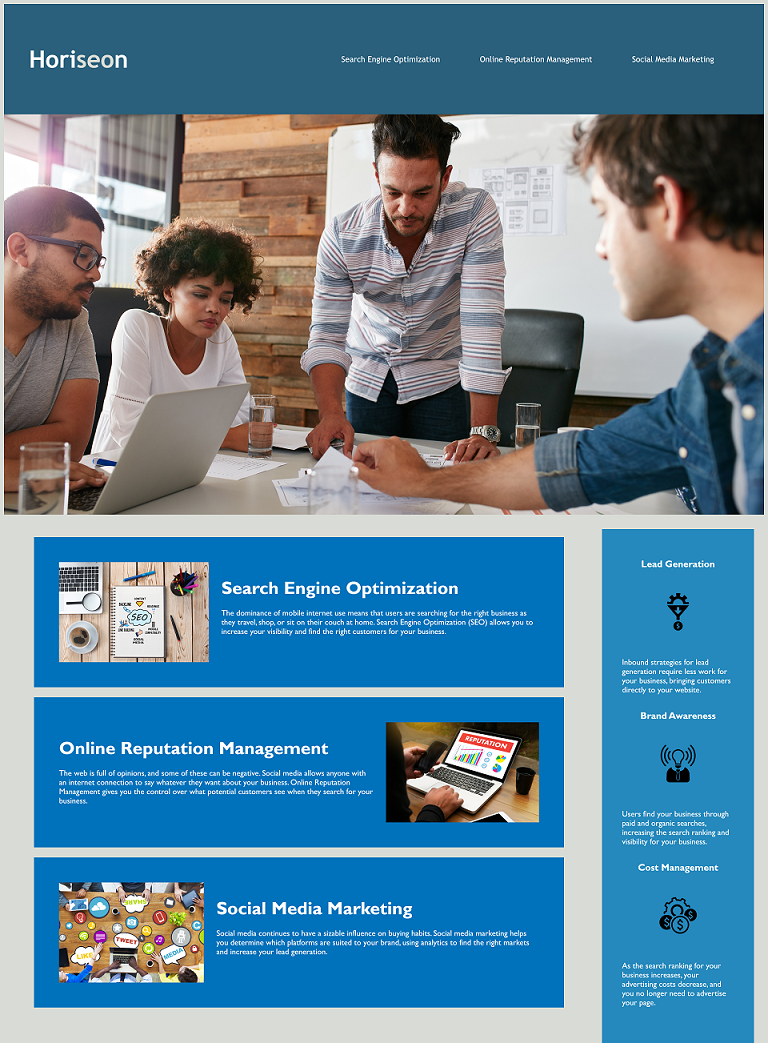 Horiseon
Search Engine Optimization
Online Reputation Management
Social Media Marketing
SEO
Search Engine Optimization
The dominance of mobile internet use means that users are searching for the right business as
they travel, shop, or sit on their couch at home. Search Engine Optimization (SEO) allows you to
increase your visibility and find the right customers for your business.
Online Reputation Management
The web is full of opinions, and some of these can be negative. Social media allows anyone with
an internet connection to say whatever they want about your business. Online Reputation
Management gives you the control over what potential customers see when they search for your
business.
REPUTATION
SHARE
TWEET
LIKE
MEDIA
Social Media Marketing
Social media continues to have a sizable influence on buying habits. Social media marketing helps
you determine which platforms are suited to your brand, using analytics to find the right markets
and increase your lead generation.
Lead Generation
$
Inbound strategies for lead
generation require less work for
your business, bringing customers
directly to your website.
Brand Awareness
Users find your business through
paid and organic searches,
increasing the search ranking and
visibility for your business.
Cost Management
$ $ $
As the search ranking for your
business increases, your
advertising costs decrease, and
you no longer need to advertise
your page.